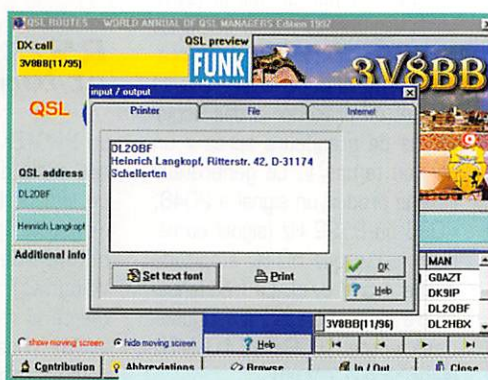 QSL ROUTES WORLD ANNUAL OF QSL MANAGERS Edition 1997
DX call
QSL preview
3V8BB(11/95)
FUNK
3V8BB
QSL
input / output
Printer
File
Internet
DL2OBF
Heinrich Langkopf, Ritterstr. 42, D-31174
Schellerten
Set text font
Print
OK
Help
QSL address
DL2OBF
Heinrich Langkopf
Additional info
MAN
G0AZT
DK9IP
DL2OBF
3V8BB(11/96)
DL2HBX
show moving screen
hide moving screen
Help
Contribution
Abbreviations
Browse
In / Out
Close